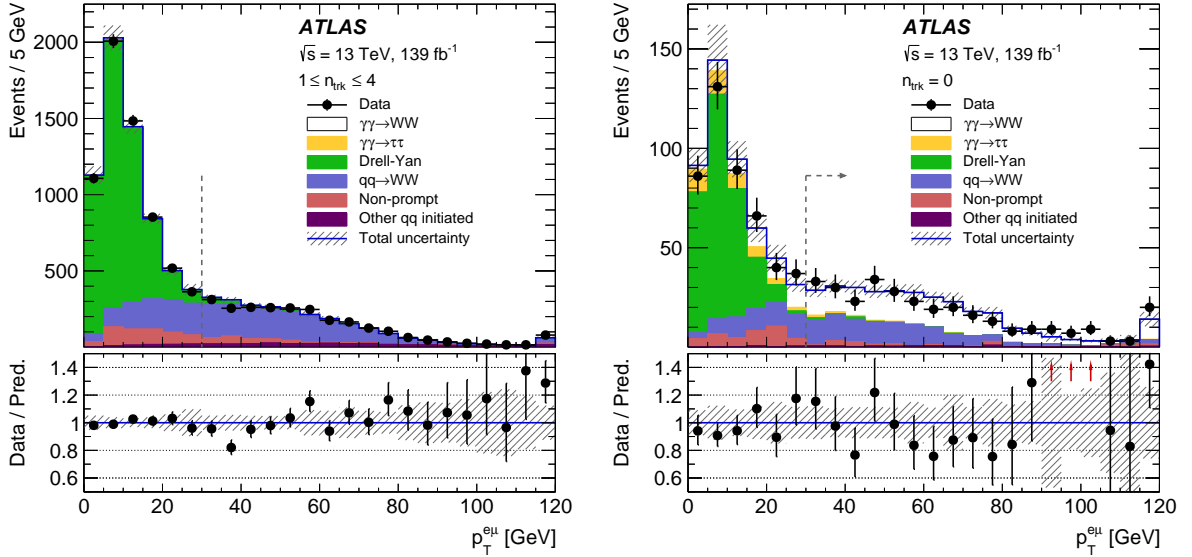 Events / 5 GeV
2000
1500
1000
500
ATLAS
√s = 13 TeV, 139 fb⁻¹
1 ≤ n_trk ≤ 4
Data
γγ→WW
γγ→ττ
Drell-Yan
qq→WW
Non-prompt
Other qq initiated
Total uncertainty
Data / Pred.
1.4
1.2
1
0.8
0.6
0 20 40 60 80 100 120
p_T^eμ [GeV]
Events / 5 GeV
150
100
50
ATLAS
√s = 13 TeV, 139 fb⁻¹
n_trk = 0
Data
γγ→WW
γγ→ττ
Drell-Yan
qq→WW
Non-prompt
Other qq initiated
Total uncertainty
Data / Pred.
1.4
1.2
1
0.8
0.6
0 20 40 60 80 100 120
p_T^eμ [GeV]